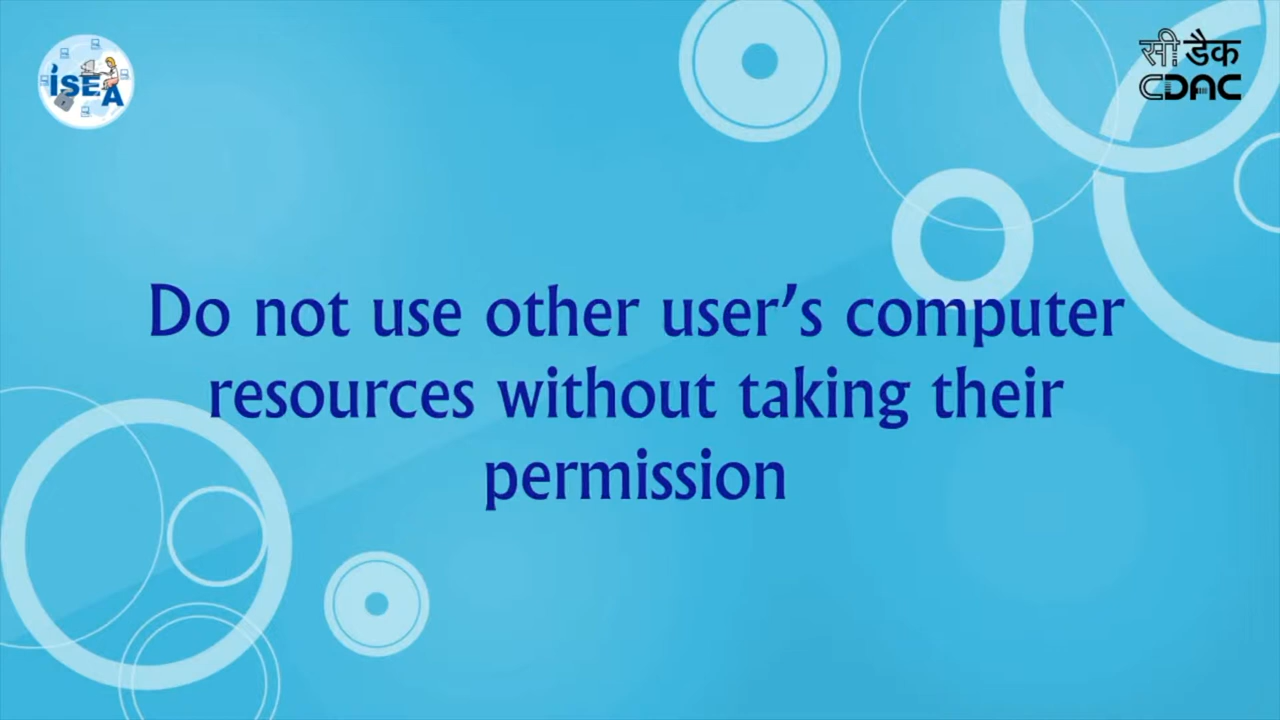 ISEA
सी डैक
CDAC
Do not use other user’s computer
resources without taking their
permission